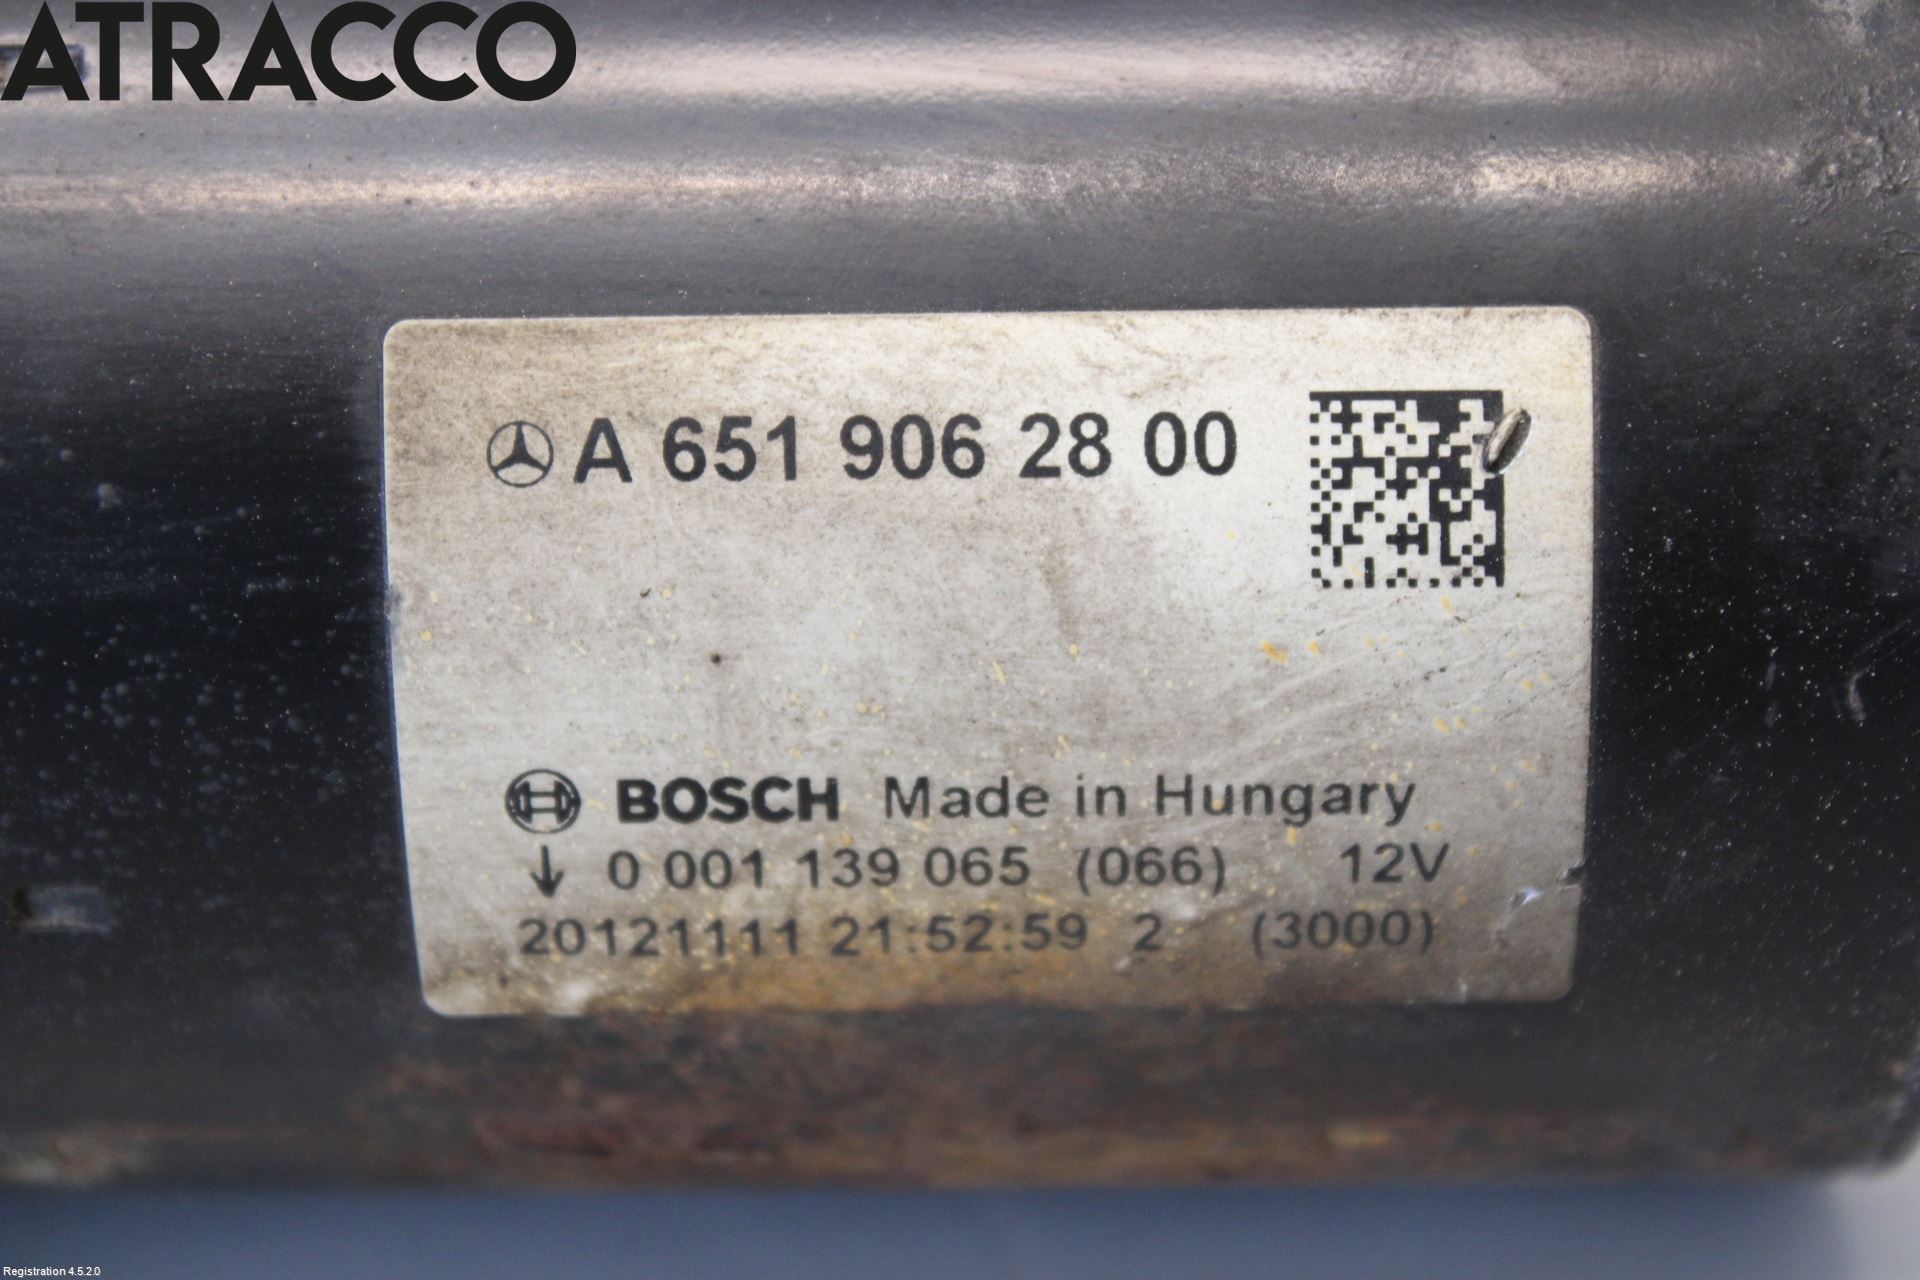 ATRACCO
A 651 906 28 00
BOSCH Made in Hungary
↓ 0 001 139 065 (066) 12V
20121111 21:52:59 2 (3000)
Registration 4.5.2.0